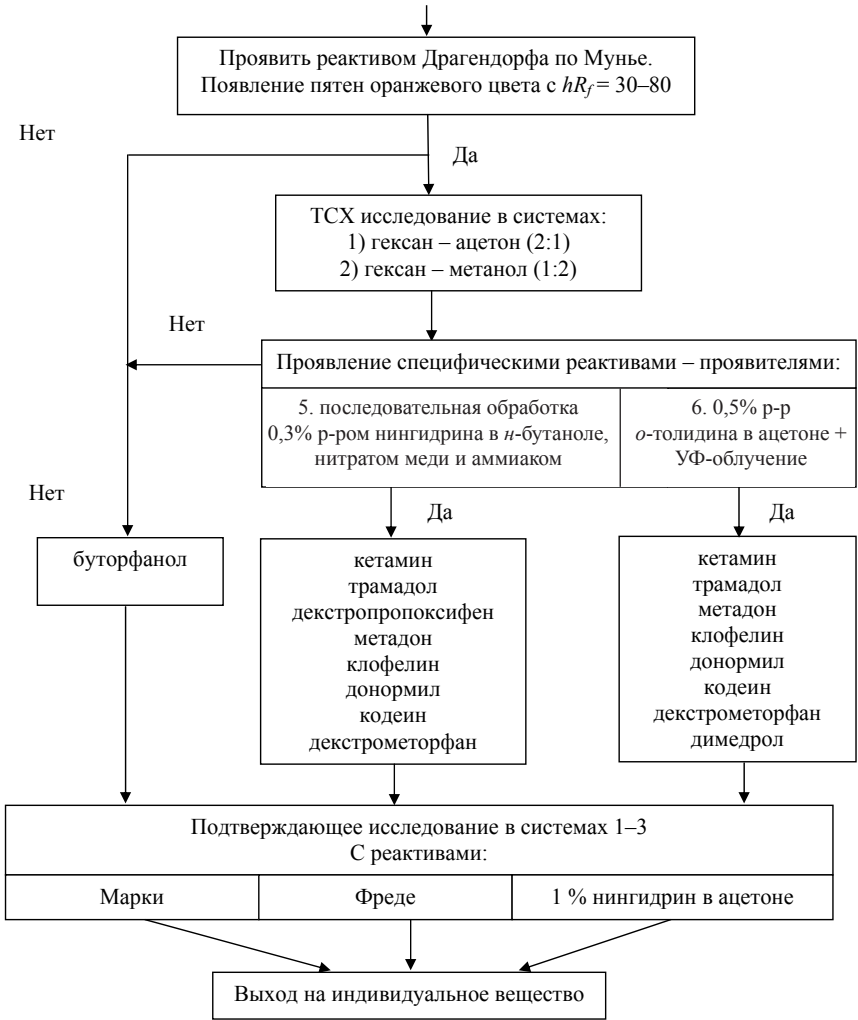 Проявить реактивом Драгендорфа по Мунье.
Появление пятен оранжевого цвета с hRf = 30–80
Нет
Да
ТСХ исследование в системах:
1) гексан – ацетон (2:1)
2) гексан – метанол (1:2)
Нет
Проявление специфическими реактивами – проявителями:
5. последовательная обработка
0,3% р-ром нингидрина в н-бутаноле,
нитратом меди и аммиаком
6. 0,5% р-р
о-толидина в ацетоне +
УФ-облучение
Нет
Да
Да
буторфанол
кетамин
трамадол
декстропропоксифен
метадон
клофелин
донормил
кодеин
декстрометорфан
кетамин
трамадол
метадон
клофелин
донормил
кодеин
декстрометорфан
димедрол
Подтверждающее исследование в системах 1–3
С реактивами:
Марки
Фреде
1 % нингидрин в ацетоне
Выход на индивидуальное вещество